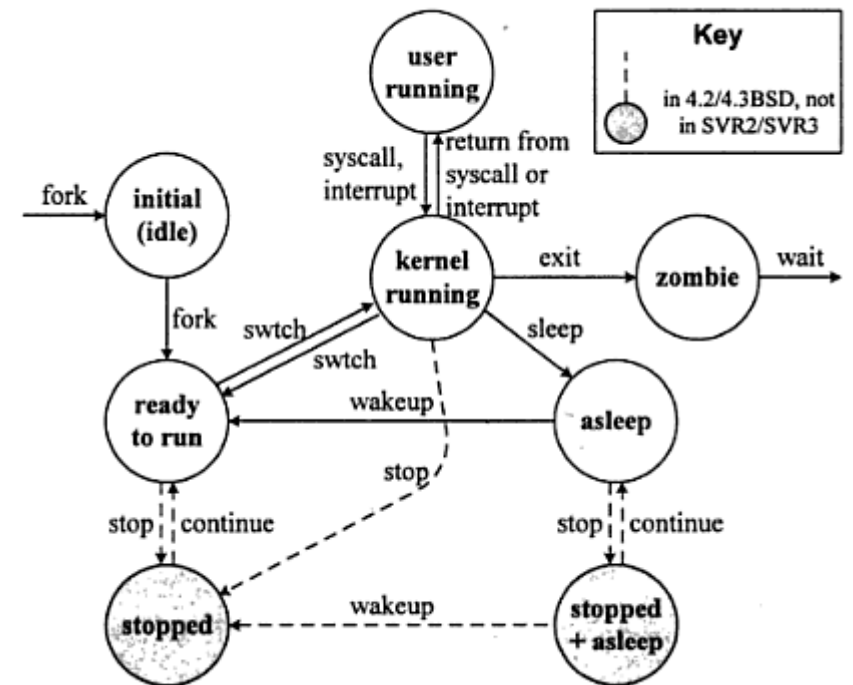 Key
in 4.2/4.3BSD, not
in SVR2/SVR3
user
running
syscall,
interrupt
return from
syscall or
interrupt
fork
initial
(idle)
kernel
running
exit
zombie
wait
fork
swtch
swtch
sleep
ready
to run
wakeup
asleep
stop
stop
continue
stop
continue
stopped
wakeup
stopped
+ asleep